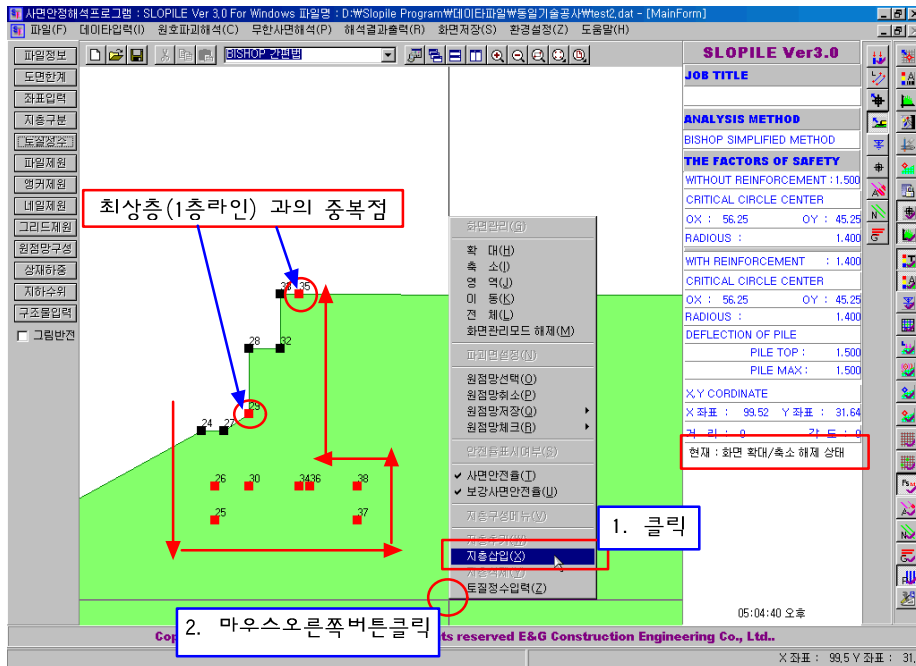 사면안정해석프로그램 : SLOPILE Ver 3,0 For Windows 파일명 : D:₩Slopile Program₩데이타파일₩동일기술공사₩test2,dat - [MainForm]
파일(F) 데이타입력(I) 원호파괴해석(C) 무한사면해석(P) 해석결과출력(R) 화면저장(S) 환경설정(Z) 도움말(H)
BISHOP 간편법
파일정보
도면한계
좌표입력
지층구분
토질정수
파일제원
앵커제원
네일제원
그리드제원
원점망구성
상재하중
지하수위
구조물입력
그림반전
최상층(1층라인) 과의 중복점
33 35
28 32
29
24 27
26 30 3436 38
25 37
화면관리(G)
확 대(H)
축 소(I)
영 역(J)
이 동(K)
전 체(L)
화면관리모드 해제(M)
파괴면설정(N)
원점망선택(O)
원점망취소(P)
원점망저장(Q)
원점망체크(R)
안전율표시여부(S)
사면안전율(T)
보강사면안전율(U)
지층구성메뉴(V)
지층추가(W)
지층삽입(X)
지층삭제(Y)
토질정수입력(Z)
1. 클릭
2. 마우스오른쪽버튼클릭
SLOPILE Ver3.0
JOB TITLE
ANALYSIS METHOD
BISHOP SIMPLIFIED METHOD
THE FACTORS OF SAFETY
WITHOUT REINFORCEMENT : 1.500
CRITICAL CIRCLE CENTER
OX : 56.25 OY : 45.25
RADIOUS : 1.400
WITH REINFORCEMENT : 1.400
CRITICAL CIRCLE CENTER
OX : 56.25 OY : 45.25
RADIOUS : 1.400
DEFLECTION OF PILE
PILE TOP : 1.500
PILE MAX : 1.500
X,Y CORDINATE
X 좌표 : 99.52 Y 좌표 : 31.64
거 리 : 0 각 도 : 0
현재 : 화면 확대/축소 해제 상태
05:04:40 오후
Cop ts reserved E&G Construction Engineering Co., Ltd..
X 좌표 : 99,5 Y 좌표 : 31,